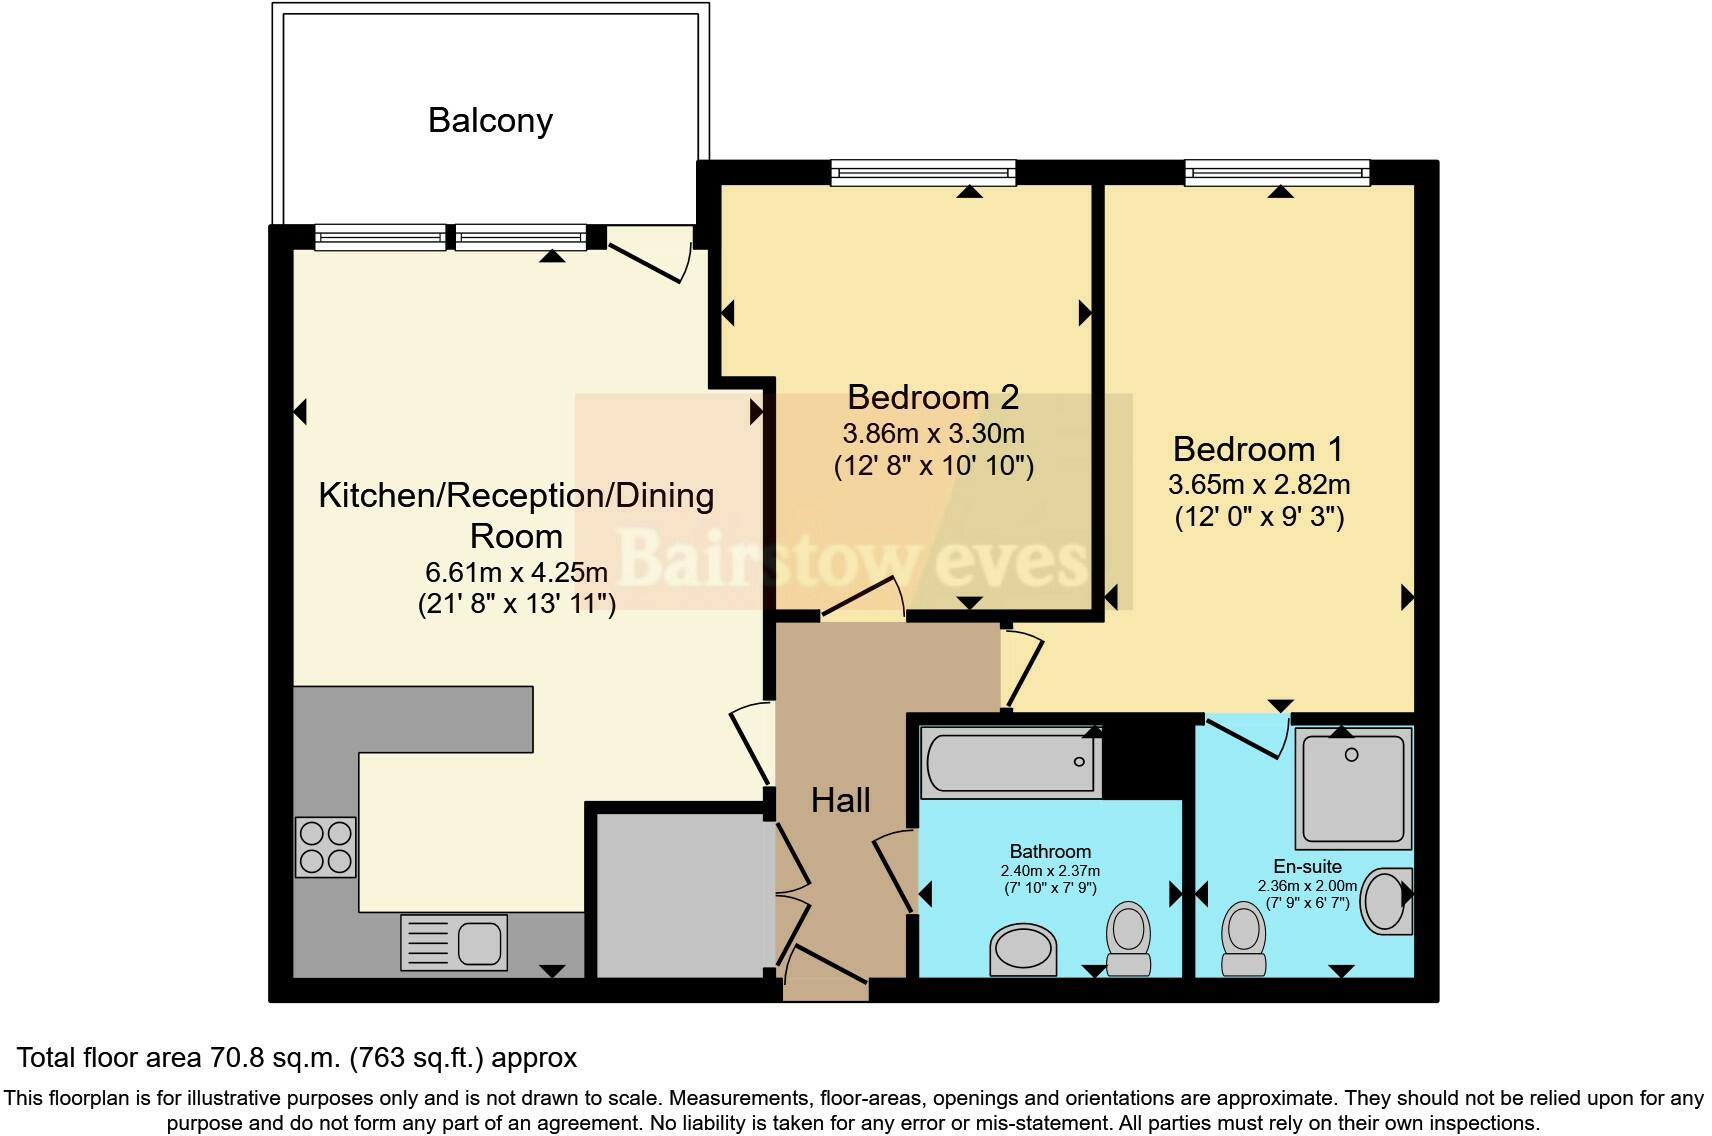 Balcony
Bedroom 2
3.86m x 3.30m
(12' 8" x 10' 10")
Bedroom 1
3.65m x 2.82m
(12' 0" x 9' 3")
Kitchen/Reception/Dining
Room
6.61m x 4.25m
(21' 8" x 13' 11")
Bairstow eves
Hall
Bathroom
2.40m x 2.37m
(7' 10" x 7' 9")
En-suite
2.36m x 2.00m
(7' 9" x 6' 7")
Total floor area 70.8 sq.m. (763 sq.ft.) approx
This floorplan is for illustrative purposes only and is not drawn to scale. Measurements, floor-areas, openings and orientations are approximate. They should not be relied upon for any
purpose and do not form any part of an agreement. No liability is taken for any error or mis-statement. All parties must rely on their own inspections.